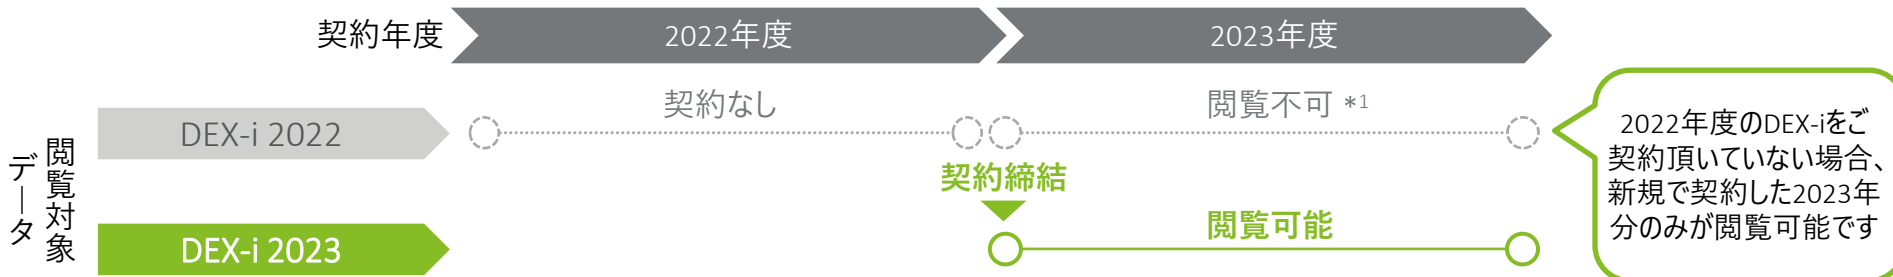 契約年度
2022年度
2023年度
閲覧対象
データ
DEX-i 2022
契約なし
閲覧不可 *1
契約締結
DEX-i 2023
閲覧可能
2022年度のDEX-iをご
契約頂いていない場合、
新規で契約した2023年
分のみが閲覧可能です